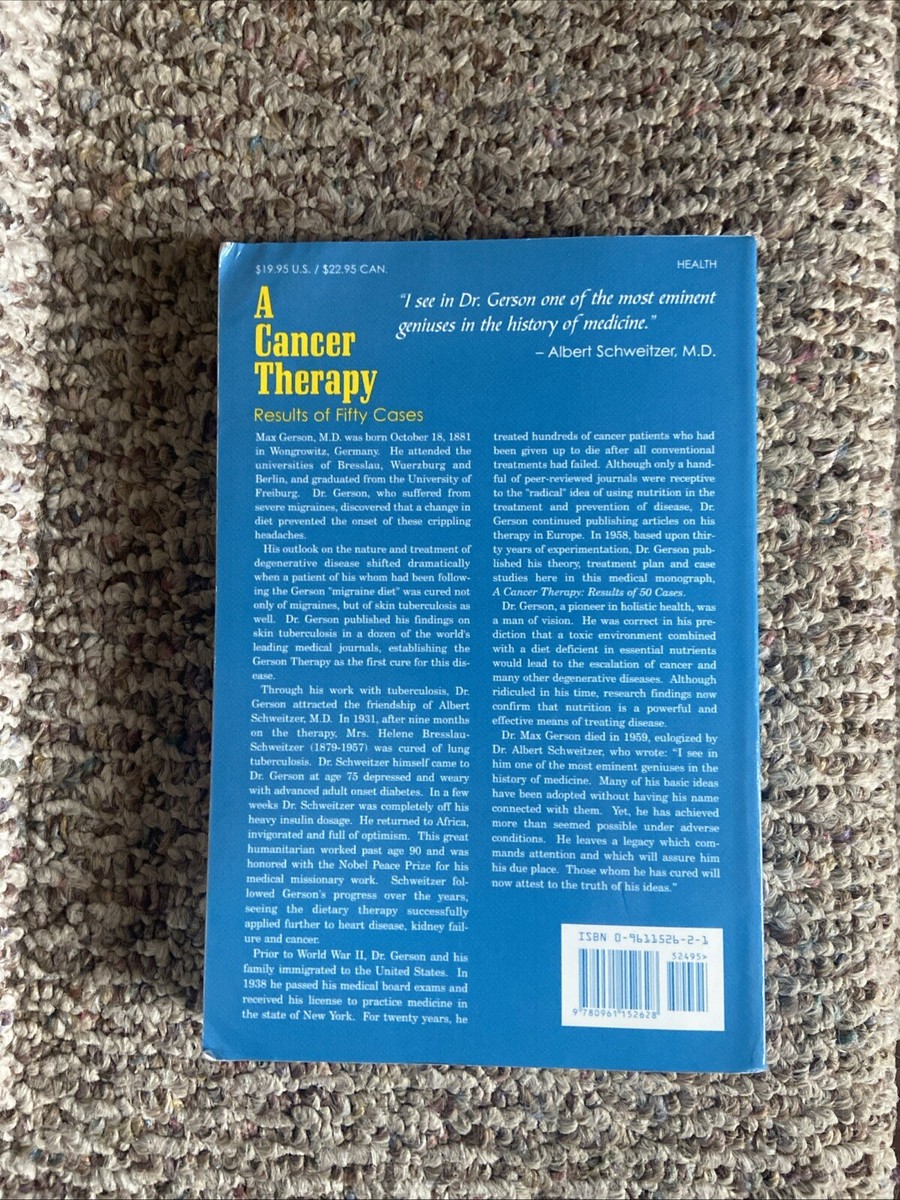 $19.95 U.S. / $22.95 CAN.
HEALTH
A
Cancer
Therapy
Results of Fifty Cases
"I see in Dr. Gerson one of the most eminent
geniuses in the history of medicine."
– Albert Schweitzer, M.D.
Max Gerson, M.D. was born October 18, 1881
in Wongrowitz, Germany. He attended the
universities of Bresslau, Wuerzburg and
Berlin, and graduated from the University of
Freiburg. Dr. Gerson, who suffered from
severe migraines, discovered that a change in
diet prevented the onset of these crippling
headaches.
His outlook on the nature and treatment of
degenerative disease shifted dramatically
when a patient of his whom had been follow-
ing the Gerson "migraine diet" was cured not
only of migraines, but of skin tuberculosis as
well. Dr. Gerson published his findings on
skin tuberculosis in a dozen of the world's
leading medical journals, establishing the
Gerson Therapy as the first cure for this dis-
ease.
Through his work with tuberculosis, Dr.
Gerson attracted the friendship of Albert
Schweitzer, M.D. In 1931, after nine months
on the therapy, Mrs. Helene Bresslau-
Schweitzer (1879-1957) was cured of lung
tuberculosis. Dr. Schweitzer himself came to
Dr. Gerson at age 75 depressed and weary
with advanced adult onset diabetes. In a few
weeks Dr. Schweitzer was completely off his
heavy insulin dosage. He returned to Africa,
invigorated and full of optimism. This great
humanitarian worked past age 90 and was
honored with the Nobel Peace Prize for his
medical missionary work. Schweitzer fol-
lowed Gerson's progress over the years,
seeing the dietary therapy successfully
applied further to heart disease, kidney fail-
ure and cancer.
Prior to World War II, Dr. Gerson and his
family immigrated to the United States. In
1938 he passed his medical board exams and
received his license to practice medicine in
the state of New York. For twenty years, he
treated hundreds of cancer patients who had
been given up to die after all conventional
treatments had failed. Although only a hand-
ful of peer-reviewed journals were receptive
to the "radical" idea of using nutrition in the
treatment and prevention of disease, Dr.
Gerson continued publishing articles on his
therapy in Europe. In 1958, based upon thir-
ty years of experimentation, Dr. Gerson pub-
lished his theory, treatment plan and case
studies here in this medical monograph,
A Cancer Therapy: Results of 50 Cases.
Dr. Gerson, a pioneer in holistic health, was
a man of vision. He was correct in his pre-
diction that a toxic environment combined
with a diet deficient in essential nutrients
would lead to the escalation of cancer and
many other degenerative diseases. Although
ridiculed in his time, research findings now
confirm that nutrition is a powerful and
effective means of treating disease.
Dr. Max Gerson died in 1959, eulogized by
Dr. Albert Schweitzer, who wrote: "I see in
him one of the most eminent geniuses in the
history of medicine. Many of his basic ideas
have been adopted without having his name
connected with them. Yet, he has achieved
more than seemed possible under adverse
conditions. He leaves a legacy which com-
mands attention and which will assure him
his due place. Those whom he has cured will
now attest to the truth of his ideas."
ISBN 0-9611526-2-1
52495>
9 780961 152628